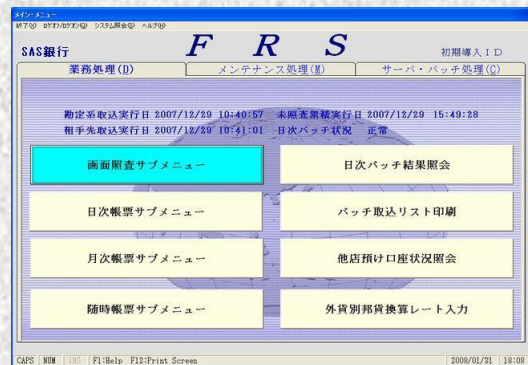 メイン・メニュー
終了(X) ログオフ/ログオン(Q) システム照会(S) ヘルプ(H)
SAS銀行 F R S 初期導入ID
業務処理(D) メンテナンス処理(M) サーバ・バッチ処理(C)
勘定系取込実行日 2007/12/29 10:40:57 未照査累積実行日 2007/12/29 15:49:28
相手先取込実行日 2007/12/29 10:41:01 日次バッチ状況 正常
画面照査サブメニュー 日次バッチ結果照会
日次帳票サブメニュー バッチ取込リスト印刷
月次帳票サブメニュー 他店預け口座状況照会
随時帳票サブメニュー 外貨別邦貨換算レート入力
CAPS NUM INS F1:Help F12:Print Screen 2008/01/31 18:08